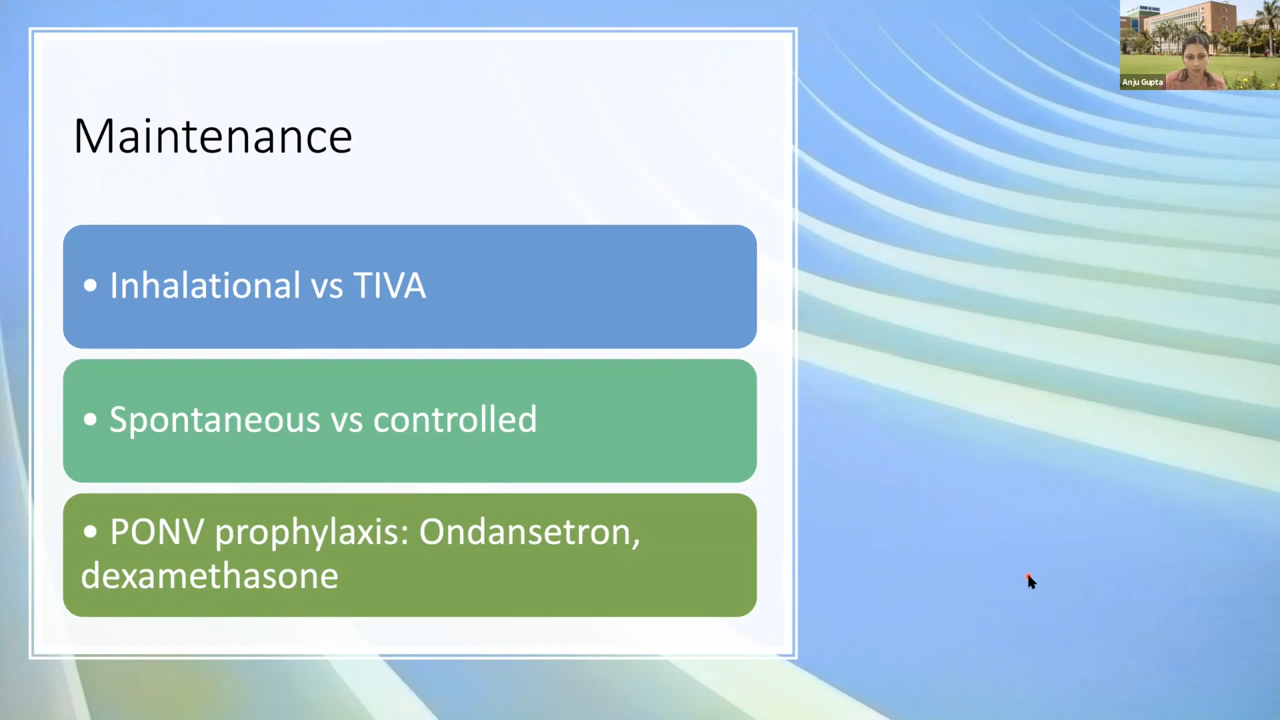 Anju Gupta
Maintenance
• Inhalational vs TIVA
• Spontaneous vs controlled
• PONV prophylaxis: Ondansetron,
dexamethasone